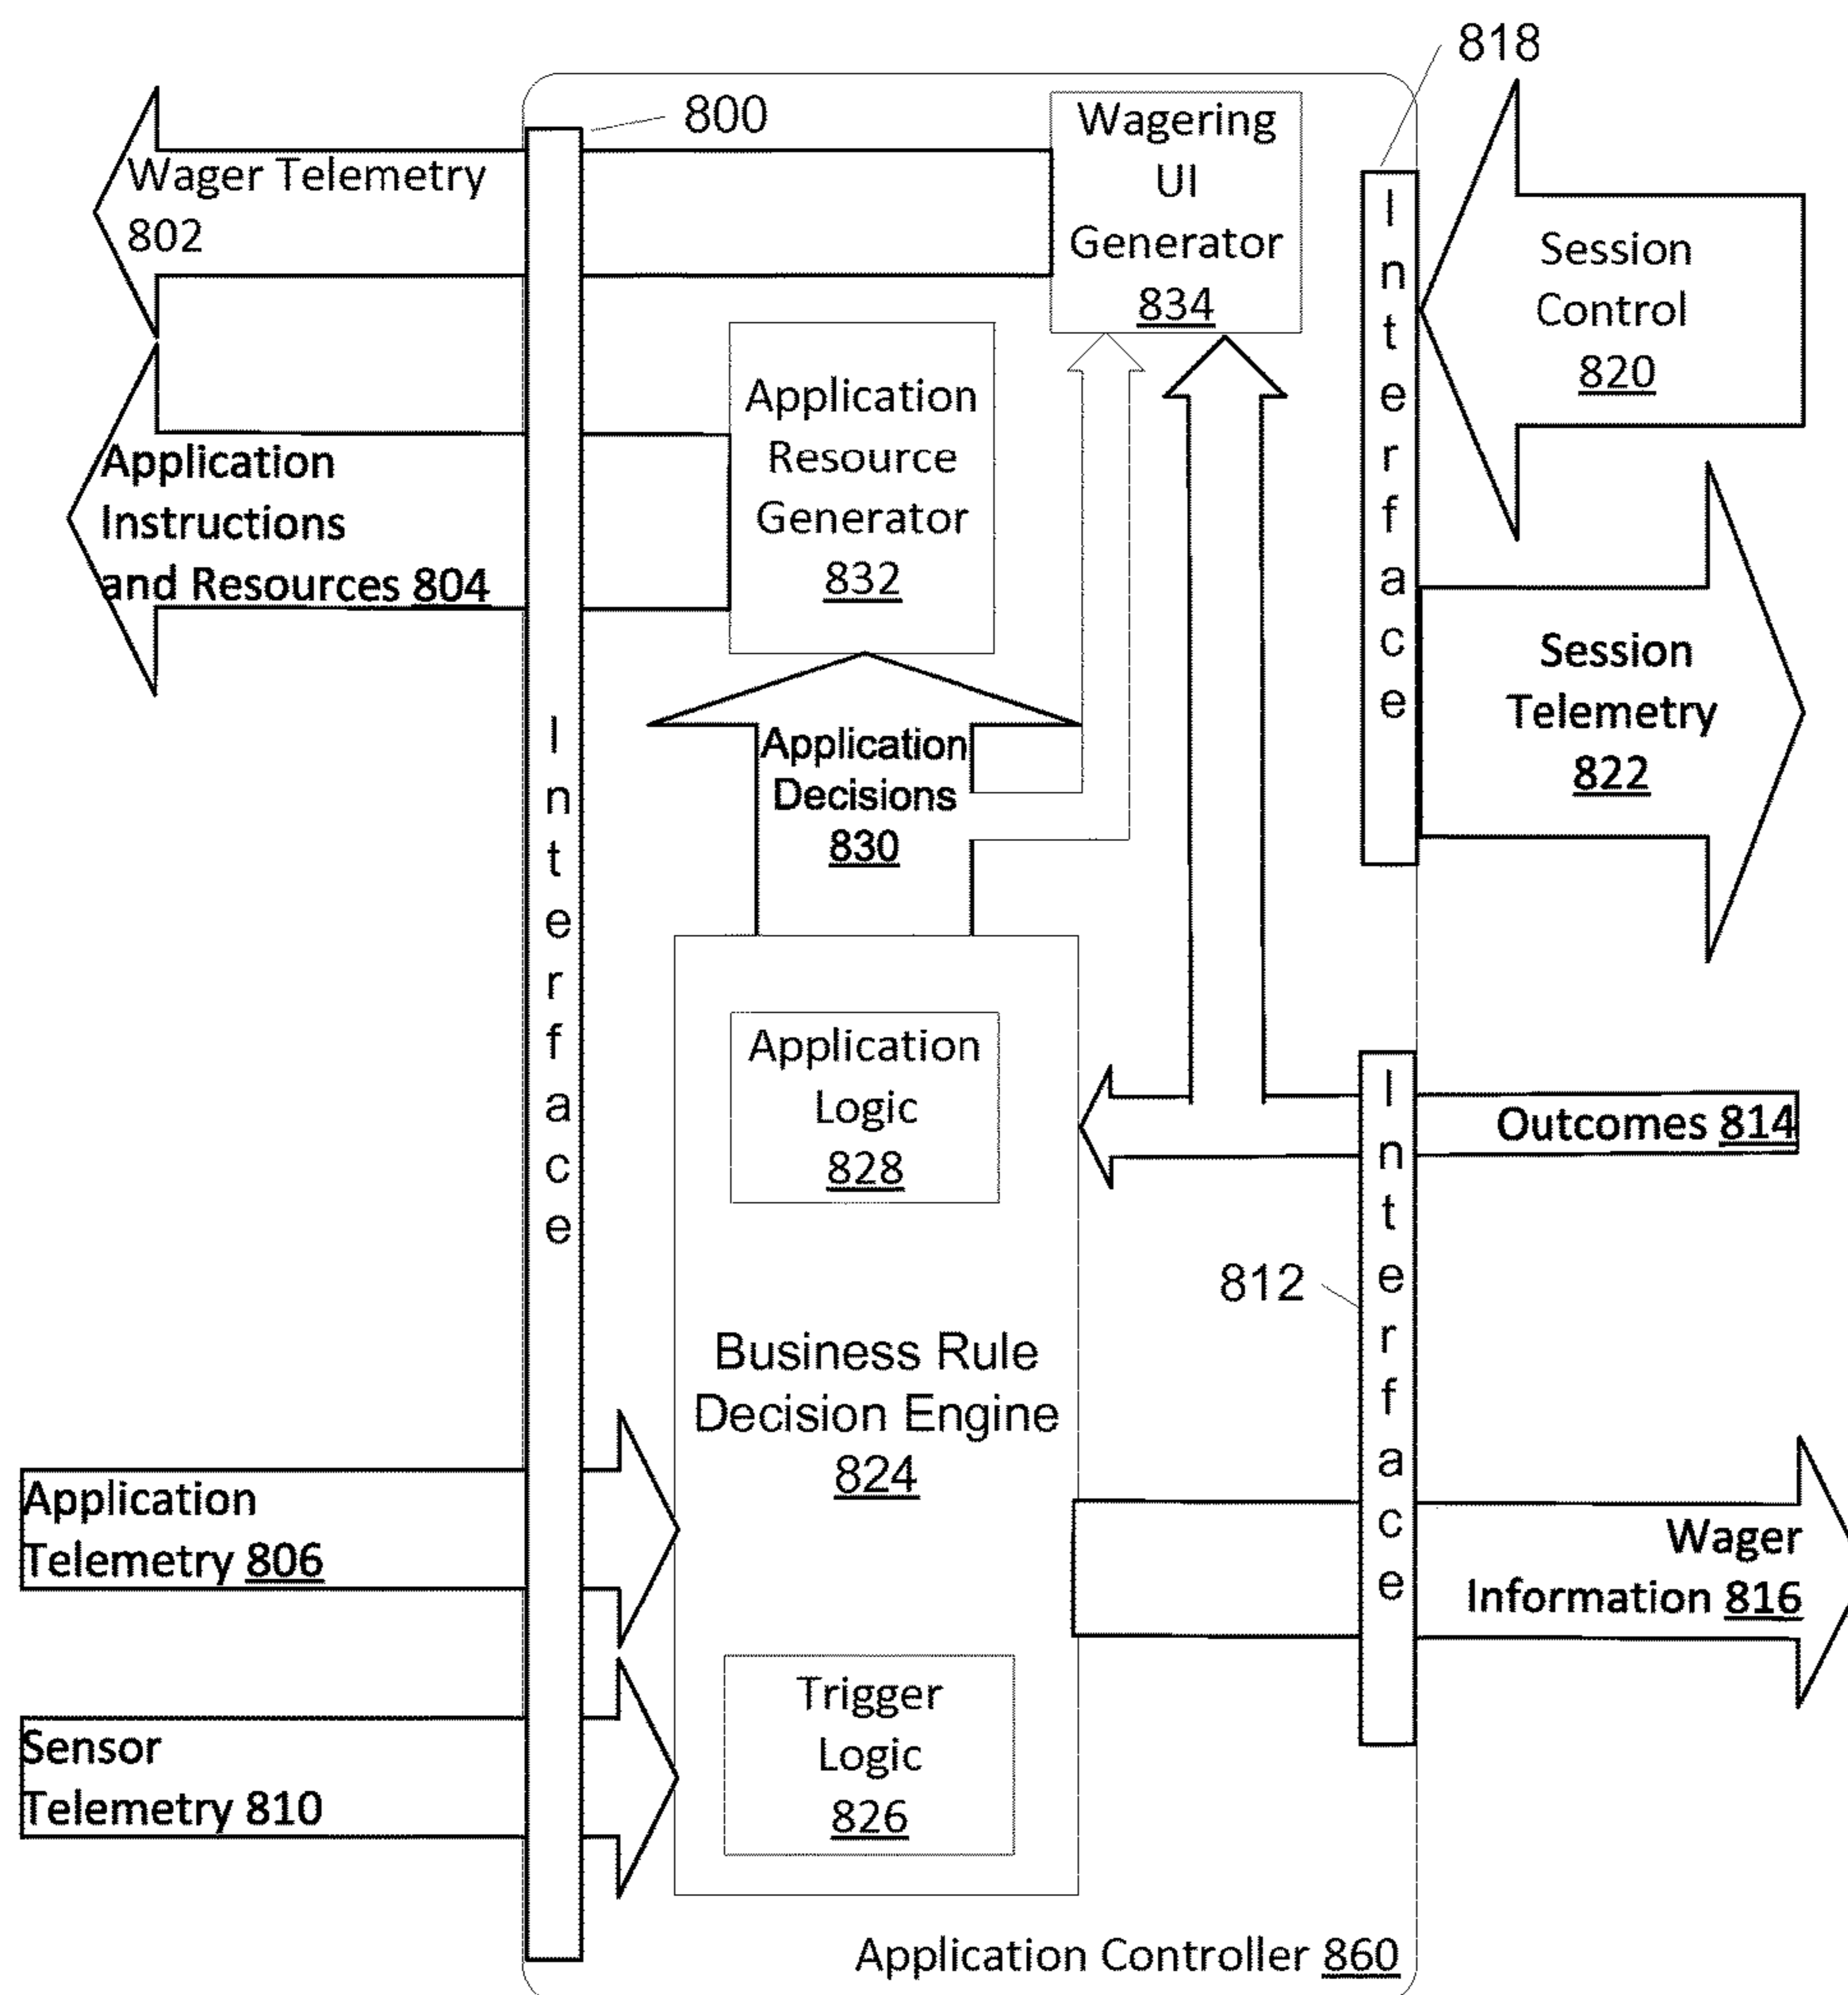 818
800
Wagering
UI
Generator
834
Wager Telemetry
802
Interface
Session
Control
820
Application
Resource
Generator
832
Application
Instructions
and Resources 804
Session
Telemetry
822
Interface
Application
Decisions
830
Application
Logic
828
Interface
Outcomes 814
812
Business Rule
Decision Engine
824
Application
Telemetry 806
Wager
Information 816
Trigger
Logic
826
Sensor
Telemetry 810
Application Controller 860